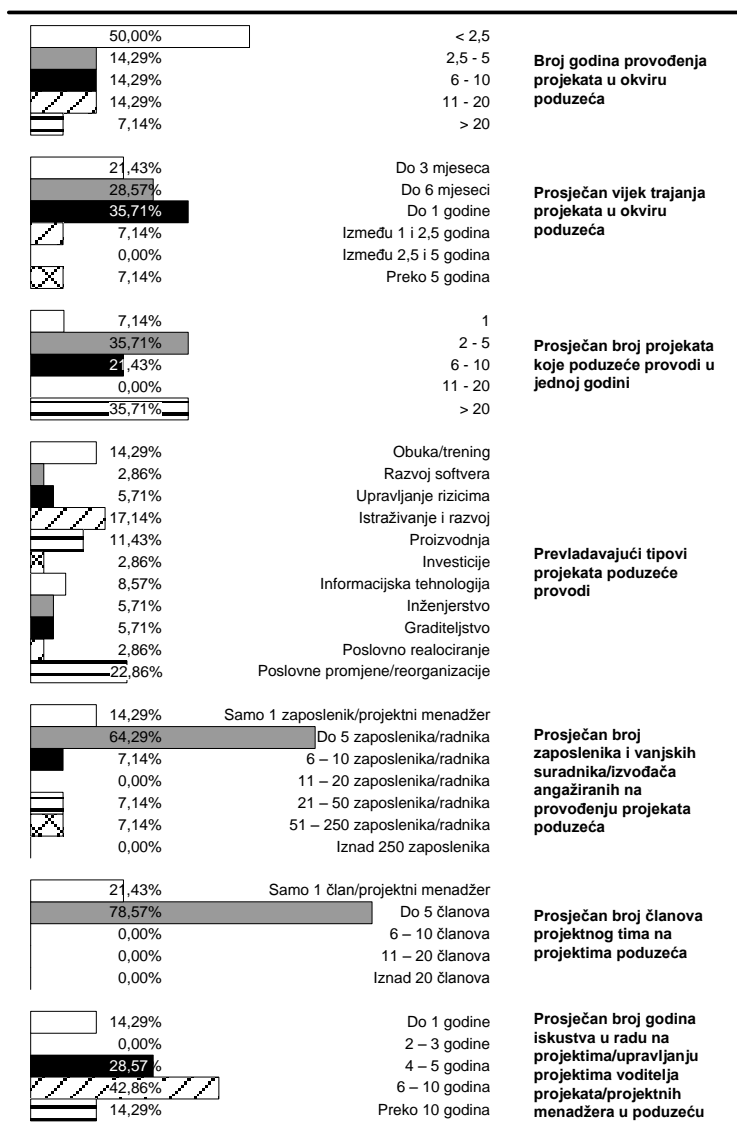 50,00% < 2,5
14,29% 2,5 - 5
14,29% 6 - 10
14,29% 11 - 20
7,14% > 20
Broj godina provođenja
projekata u okviru
poduzeća
21,43% Do 3 mjeseca
28,57% Do 6 mjeseci
35,71% Do 1 godine
7,14% Između 1 i 2,5 godina
0,00% Između 2,5 i 5 godina
7,14% Preko 5 godina
Prosječan vijek trajanja
projekata u okviru
poduzeća
7,14% 1
35,71% 2 - 5
21,43% 6 - 10
0,00% 11 - 20
35,71% > 20
Prosječan broj projekata
koje poduzeće provodi u
jednoj godini
14,29% Obuka/trening
2,86% Razvoj softvera
5,71% Upravljanje rizicima
17,14% Istraživanje i razvoj
11,43% Proizvodnja
2,86% Investicije
8,57% Informacijska tehnologija
5,71% Inženjerstvo
5,71% Graditeljstvo
2,86% Poslovno realociranje
22,86% Poslovne promjene/reorganizacije
Prevladavajući tipovi
projekata poduzeće
provodi
14,29% Samo 1 zaposlenik/projektni menadžer
64,29% Do 5 zaposlenika/radnika
7,14% 6 – 10 zaposlenika/radnika
0,00% 11 – 20 zaposlenika/radnika
7,14% 21 – 50 zaposlenika/radnika
7,14% 51 – 250 zaposlenika/radnika
0,00% Iznad 250 zaposlenika
Prosječan broj
zaposlenika i vanjskih
suradnika/izvođača
angažiranih na
provođenju projekata
poduzeća
21,43% Samo 1 član/projektni menadžer
78,57% Do 5 članova
0,00% 6 – 10 članova
0,00% 11 – 20 članova
0,00% Iznad 20 članova
Prosječan broj članova
projektnog tima na
projektima poduzeća
14,29% Do 1 godine
0,00% 2 – 3 godine
28,57 % 4 – 5 godina
42,86% 6 – 10 godina
14,29% Preko 10 godina
Prosječan broj godina
iskustva u radu na
projektima/upravljanju
projektima voditelja
projekata/projektnih
menadžera u poduzeću